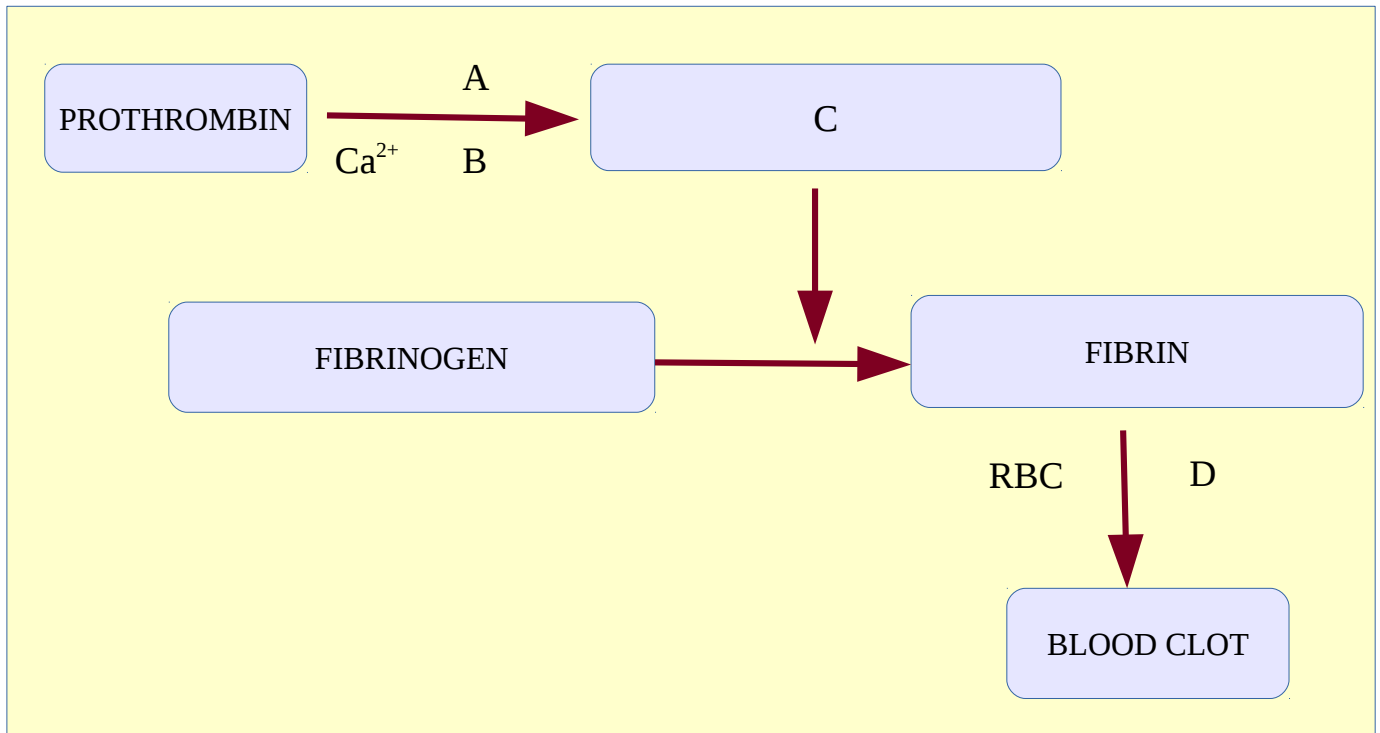 A
PROTHROMBIN
C
Ca²⁺ B
FIBRINOGEN
FIBRIN
RBC D
BLOOD CLOT